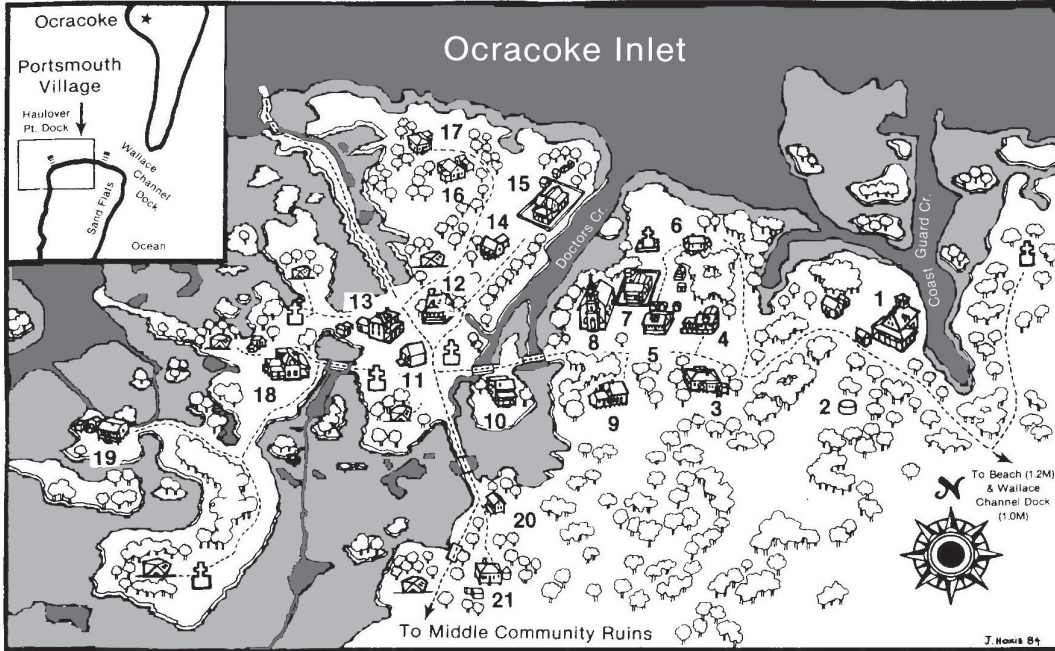 Ocracoke
Portsmouth
Village
Haulover
Pt. Dock
Wallace
Channel
Dock
Sand Flats
Ocean
Ocracoke Inlet
Doctors Cr.
Coast Guard Cr.
17
16
15
14
13
12
11
10
6
7
8
5
4
3
9
1
2
18
19
20
21
N
To Beach (1.2M)
& Wallace
Channel Dock
(1.0M)
To Middle Community Ruins